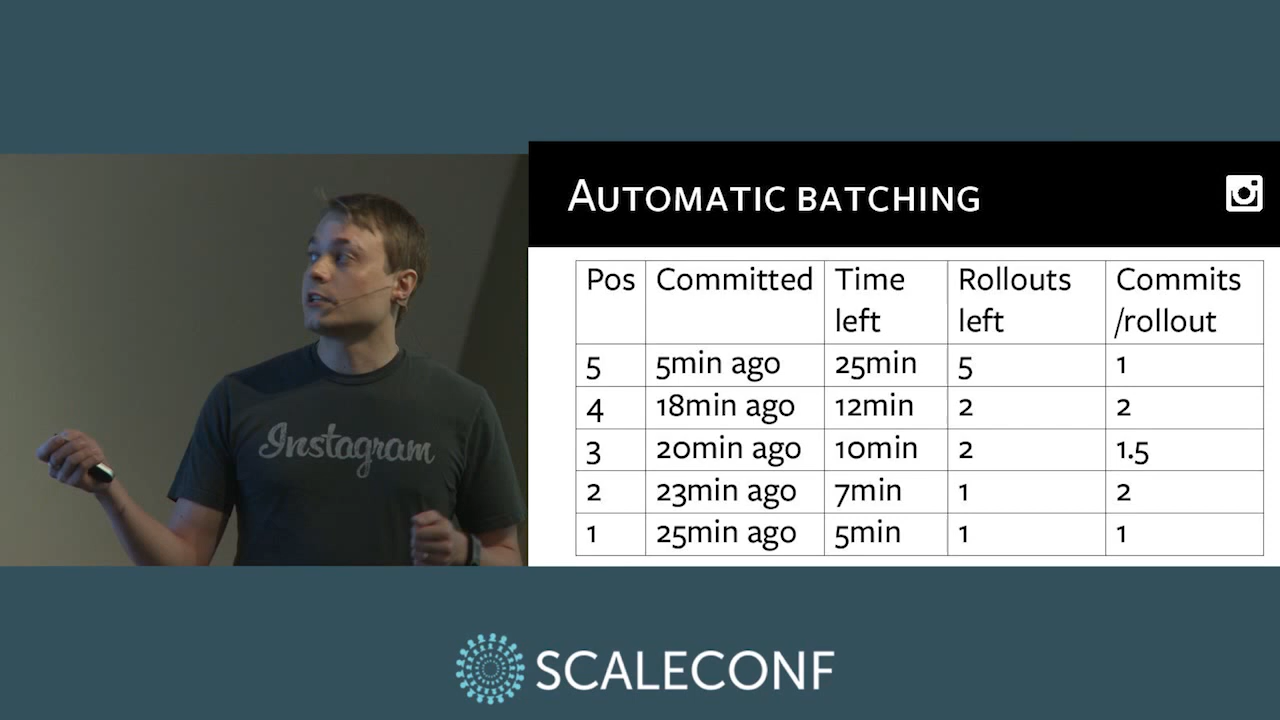 AUTOMATIC BATCHING
Pos Committed Time left Rollouts left Commits /rollout
5 5min ago 25min 5 1
4 18min ago 12min 2 2
3 20min ago 10min 2 1.5
2 23min ago 7min 1 2
1 25min ago 5min 1 1
Instagram
SCALECONF